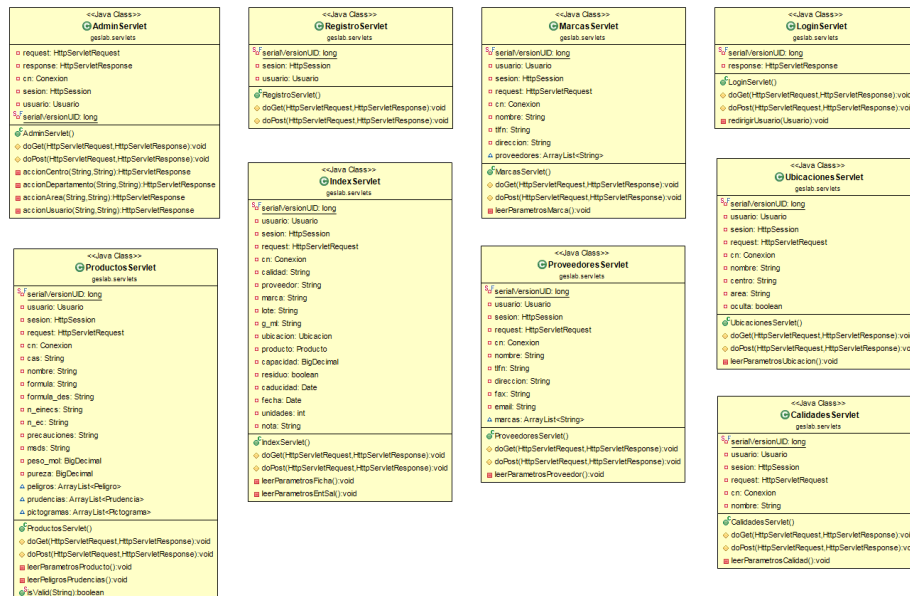 <<Java Class>>
AdminServlet
geslab.servlets
request: HttpServletRequest
response: HttpServletResponse
cn: Conexion
sesion: HttpSession
usuario: Usuario
serialVersionUID: long
AdminServlet()
doGet(HttpServletRequest,HttpServletResponse):void
doPost(HttpServletRequest,HttpServletResponse):void
accionCentro(String,String):HttpServletResponse
accionDepartamento(String,String):HttpServletResponse
accionArea(String,String):HttpServletResponse
accionUsuario(String,String):HttpServletResponse
<<Java Class>>
RegistroServlet
geslab.servlets
serialVersionUID: long
sesion: HttpSession
usuario: Usuario
RegistroServlet()
doGet(HttpServletRequest,HttpServletResponse):void
doPost(HttpServletRequest,HttpServletResponse):void
<<Java Class>>
MarcasServlet
geslab.servlets
serialVersionUID: long
usuario: Usuario
sesion: HttpSession
request: HttpServletRequest
cn: Conexion
nombre: String
tlfn: String
direccion: String
proveedores: ArrayList<String>
MarcasServlet()
doGet(HttpServletRequest,HttpServletResponse):void
doPost(HttpServletRequest,HttpServletResponse):void
leerParametrosMarca():void
<<Java Class>>
LoginServlet
geslab.servlets
serialVersionUID: long
response: HttpServletResponse
LoginServlet()
doGet(HttpServletRequest,HttpServletResponse):void
doPost(HttpServletRequest,HttpServletResponse):void
redirigirUsuario(Usuario):void
<<Java Class>>
ProductosServlet
geslab.servlets
serialVersionUID: long
usuario: Usuario
sesion: HttpSession
request: HttpServletRequest
cn: Conexion
cas: String
nombre: String
formula: String
formula_des: String
n_einecs: String
n_ec: String
precauciones: String
msds: String
peso_mol: BigDecimal
pureza: BigDecimal
peligros: ArrayList<Peligro>
prudencias: ArrayList<Prudencia>
pictogramas: ArrayList<Pictograma>
ProductosServlet()
doGet(HttpServletRequest,HttpServletResponse):void
doPost(HttpServletRequest,HttpServletResponse):void
leerParametrosProducto():void
leerPeligrosPrudencias():void
isValid(String):boolean
<<Java Class>>
IndexServlet
geslab.servlets
serialVersionUID: long
usuario: Usuario
sesion: HttpSession
request: HttpServletRequest
cn: Conexion
calidad: String
proveedor: String
marca: String
lote: String
g_ml: String
ubicacion: Ubicacion
producto: Producto
capacidad: BigDecimal
residuo: boolean
caducidad: Date
fecha: Date
unidades: int
nota: String
IndexServlet()
doGet(HttpServletRequest,HttpServletResponse):void
doPost(HttpServletRequest,HttpServletResponse):void
leerParametrosFicha():void
leerParametrosEntSal():void
<<Java Class>>
ProveedoresServlet
geslab.servlets
serialVersionUID: long
usuario: Usuario
sesion: HttpSession
request: HttpServletRequest
cn: Conexion
nombre: String
tlfn: String
direccion: String
fax: String
email: String
marcas: ArrayList<String>
ProveedoresServlet()
doGet(HttpServletRequest,HttpServletResponse):void
doPost(HttpServletRequest,HttpServletResponse):void
leerParametrosProveedor():void
<<Java Class>>
UbicacionesServlet
geslab.servlets
serialVersionUID: long
usuario: Usuario
sesion: HttpSession
request: HttpServletRequest
cn: Conexion
nombre: String
centro: String
area: String
oculta: boolean
UbicacionesServlet()
doGet(HttpServletRequest,HttpServletResponse):void
doPost(HttpServletRequest,HttpServletResponse):void
leerParametrosUbicacion():void
<<Java Class>>
CalidadesServlet
geslab.servlets
serialVersionUID: long
usuario: Usuario
sesion: HttpSession
request: HttpServletRequest
cn: Conexion
nombre: String
CalidadesServlet()
doGet(HttpServletRequest,HttpServletResponse):void
doPost(HttpServletRequest,HttpServletResponse):void
leerParametrosCalidad():void